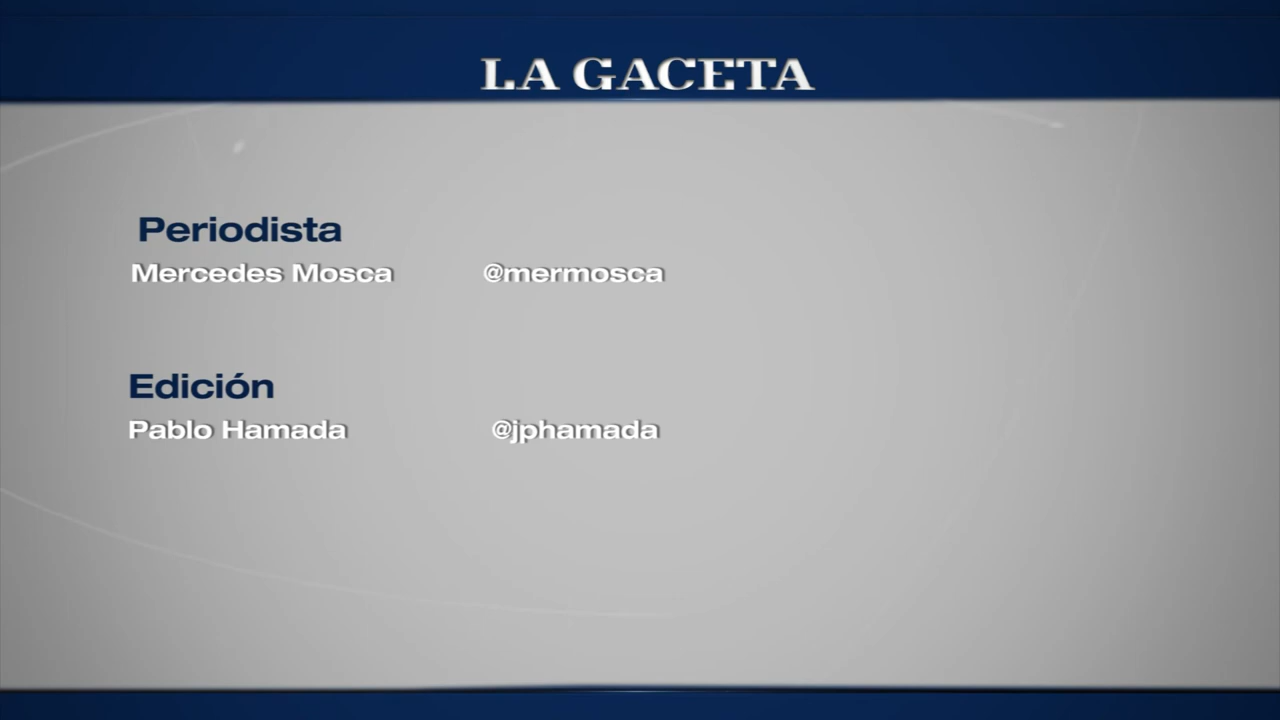 LA GACETA
Periodista
Mercedes Mosca @mermosca
Edición
Pablo Hamada @jphamada